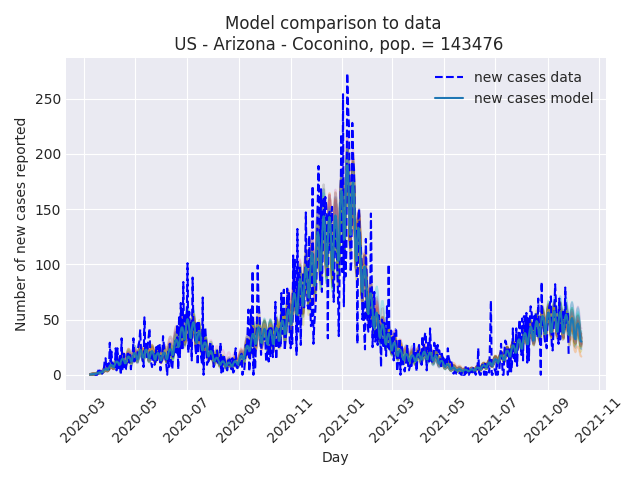 Model comparison to data
US - Arizona - Coconino, pop. = 143476
new cases data
new cases model
Number of new cases reported
250
200
150
100
50
0
2020-03
2020-05
2020-07
2020-09
2020-11
2021-01
2021-03
2021-05
2021-07
2021-09
2021-11
Day